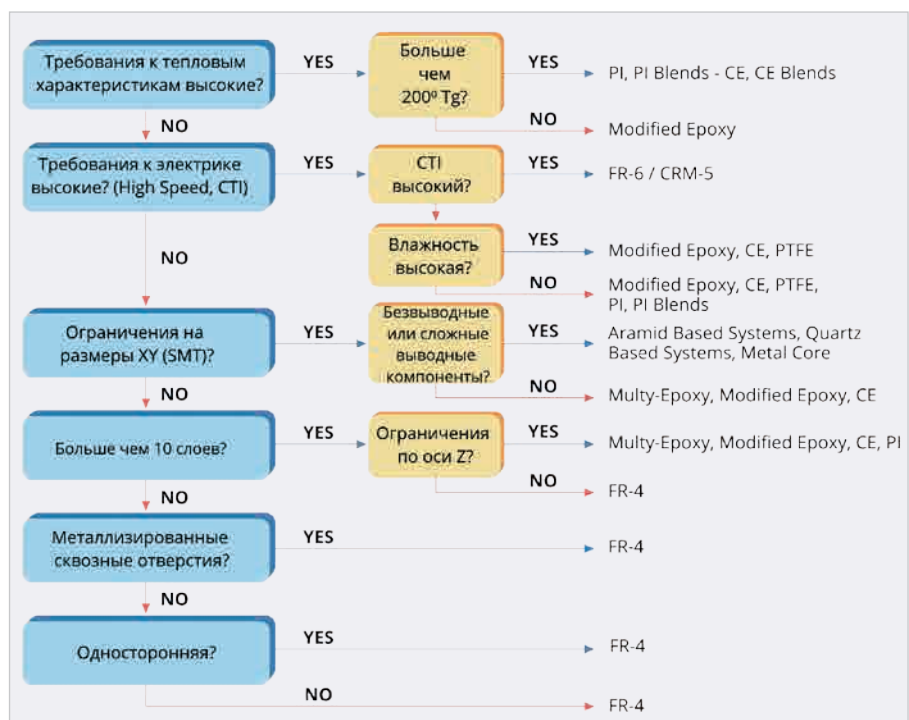 Требования к тепловым
характеристикам высокие?
YES
Больше
чем
200º Tg?
YES
PI, PI Blends - CE, CE Blends
NO
Modified Epoxy
NO
Требования к электрике
высокие? (High Speed, CTI)
YES
CTI
высокий?
YES
FR-6 / CRM-5
Влажность
высокая?
YES
Modified Epoxy, CE, PTFE
NO
Modified Epoxy, CE, PTFE,
PI, PI Blends
NO
Ограничения на
размеры XY (SMT)?
YES
Безвыводные
или сложные
выводные
компоненты?
YES
Aramid Based Systems, Quartz
Based Systems, Metal Core
NO
Multy-Epoxy, Modified Epoxy, CE
NO
Больше чем 10 слоев?
YES
Ограничения
по оси Z?
YES
Multy-Epoxy, Modified Epoxy, CE, PI
NO
FR-4
NO
Металлизированные
сквозные отверстия?
YES
FR-4
NO
Односторонняя?
YES
FR-4
NO
FR-4